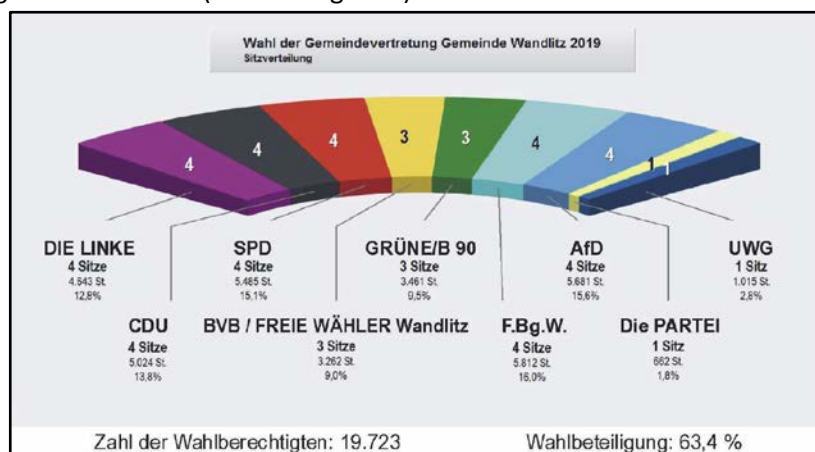 Wahl der Gemeindevertretung Gemeinde Wandlitz 2019
Sitzverteilung
4
4
4
3
3
4
4
1
1
DIE LINKE
4 Sitze
4.643 St.
12,8%
SPD
4 Sitze
5.485 St.
15,1%
GRÜNE/B 90
3 Sitze
3.461 St.
9,5%
AfD
4 Sitze
5.681 St.
15,6%
UWG
1 Sitz
1.015 St.
2,8%
CDU
4 Sitze
5.024 St.
13,8%
BVB / FREIE WÄHLER Wandlitz
3 Sitze
3.262 St.
9,0%
F.Bg.W.
4 Sitze
5.812 St.
16,0%
Die PARTEI
1 Sitz
662 St.
1,8%
Zahl der Wahlberechtigten: 19.723 Wahlbeteiligung: 63,4 %